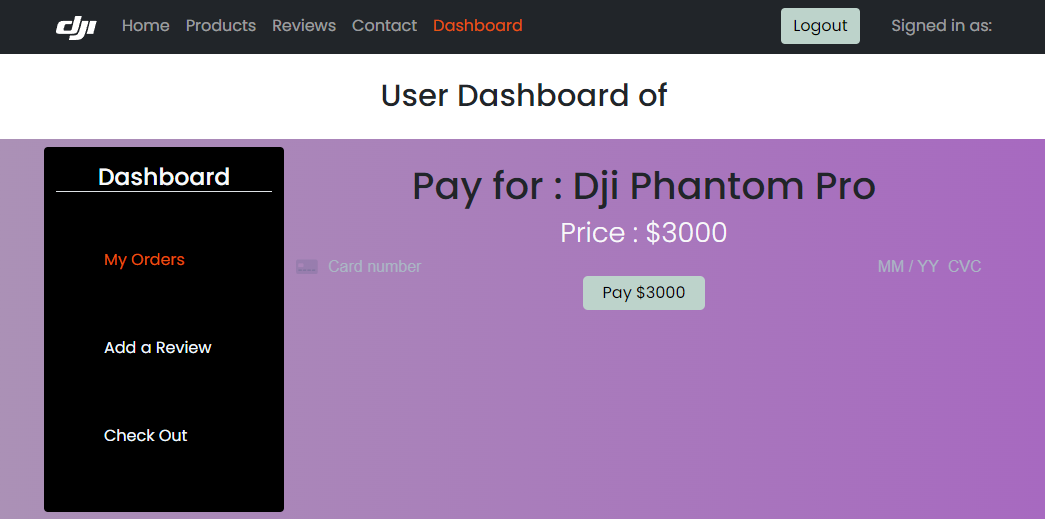 dji Home Products Reviews Contact Dashboard Logout Signed in as:
User Dashboard of
Dashboard
My Orders
Add a Review
Check Out
Pay for : Dji Phantom Pro
Price : $3000
Card number MM / YY CVC
Pay $3000